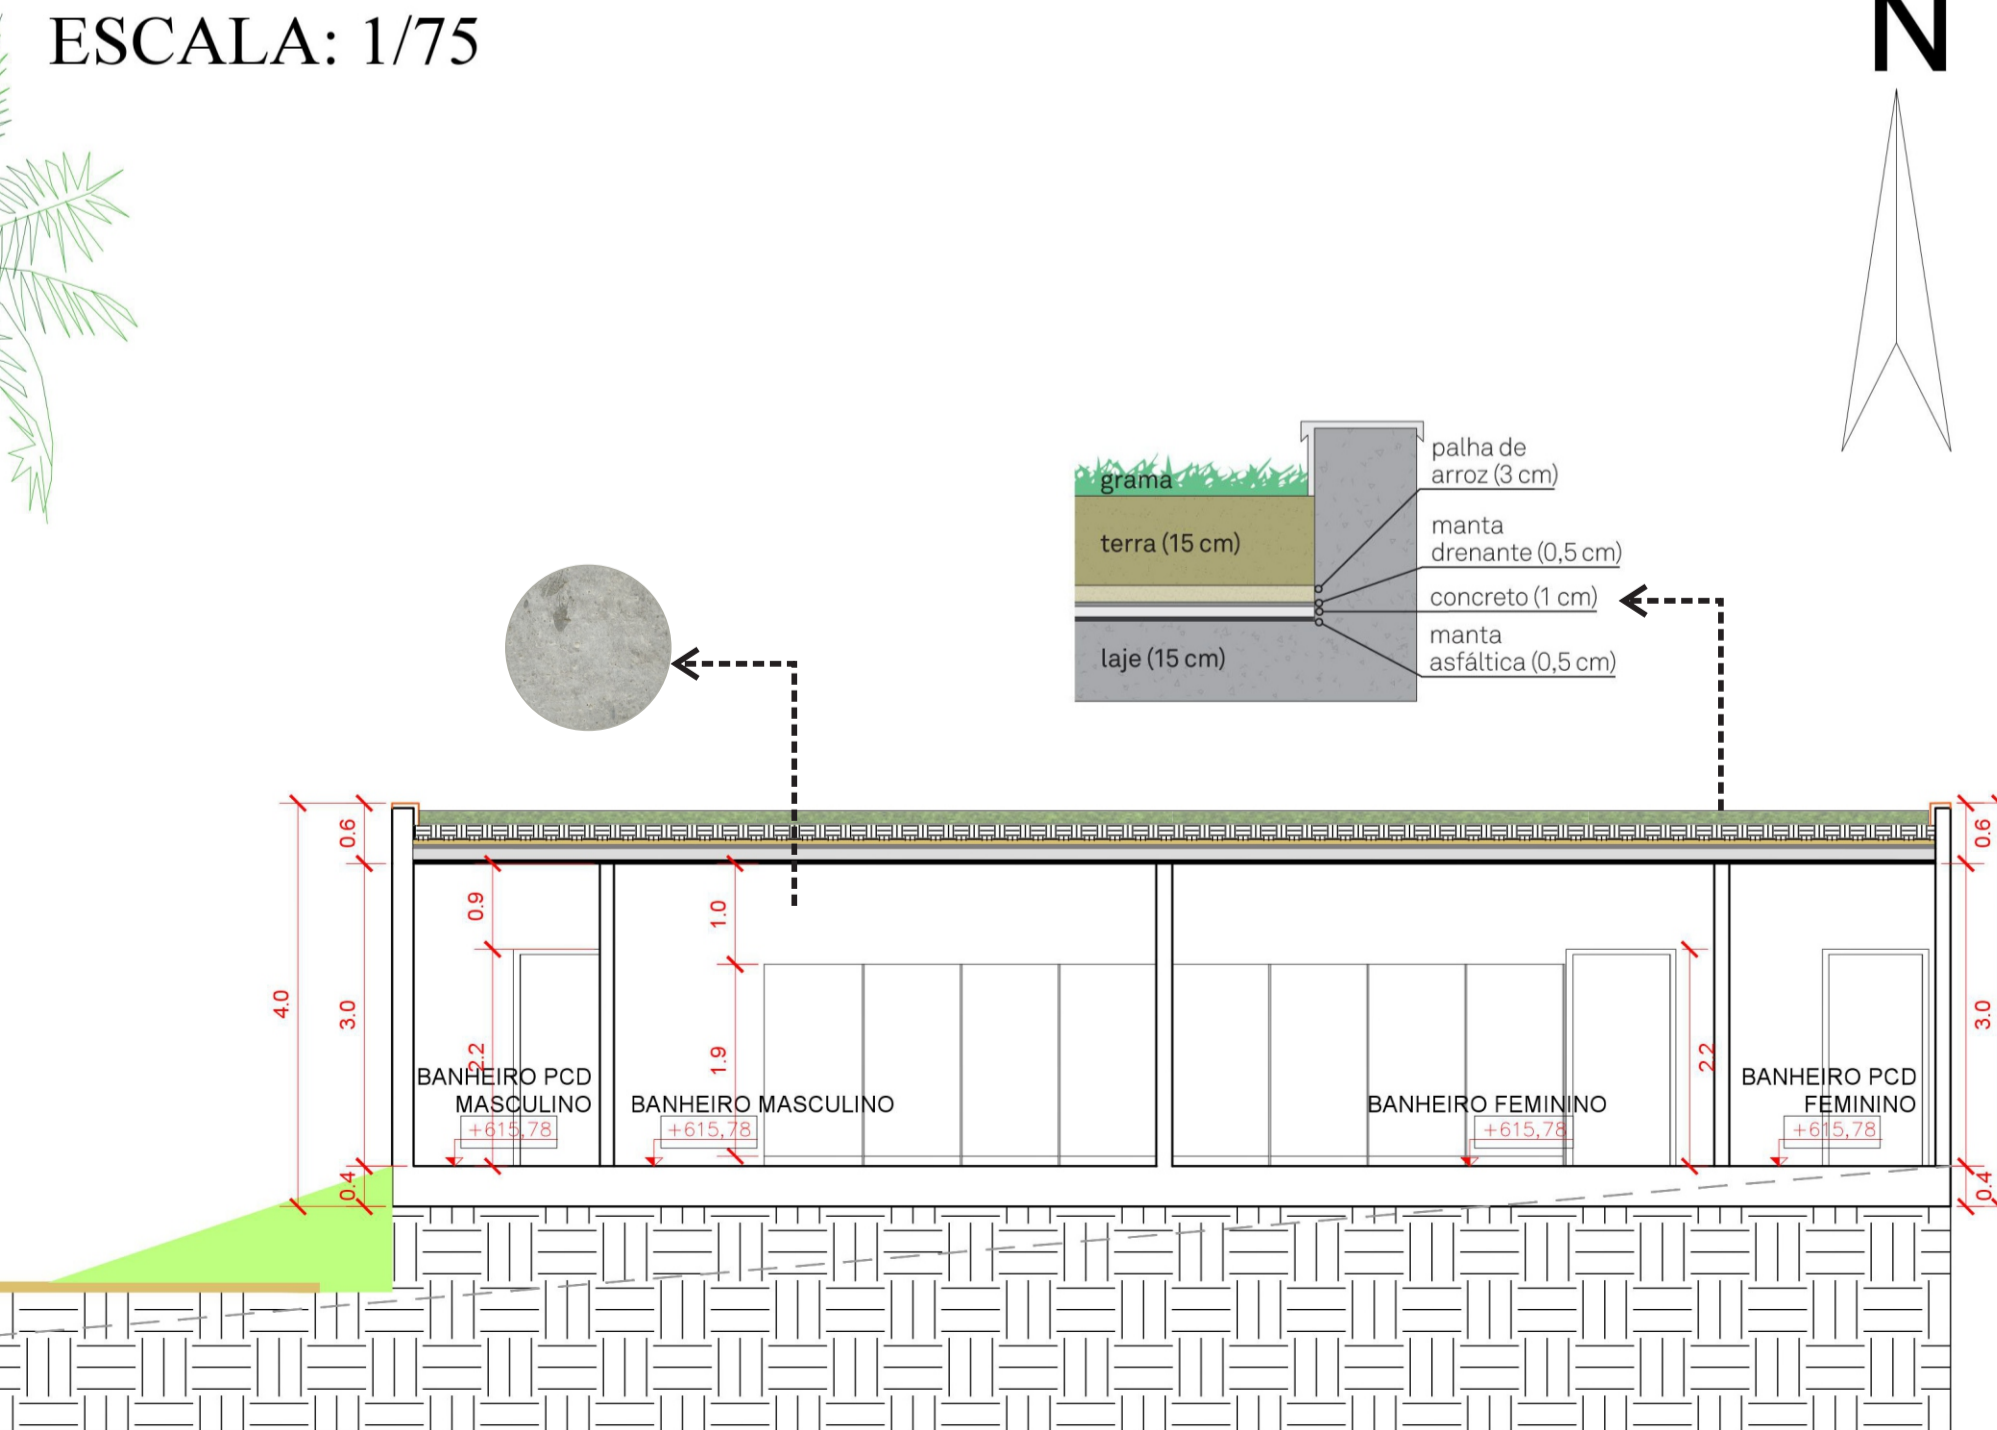 ESCALA: 1/75
N
palha de
arroz (3 cm)
grama
manta
drenante (0,5 cm)
terra (15 cm)
concreto (1 cm)
manta
asfáltica (0,5 cm)
laje (15 cm)
0.6
0.6
0.9
1.0
4.0
3.0
3.0
2.2
1.9
2.2
BANHEIRO PCD
MASCULINO
+615,78
BANHEIRO MASCULINO
+615,78
BANHEIRO FEMININO
+615,78
BANHEIRO PCD
FEMININO
+615,78
0.4
0.4